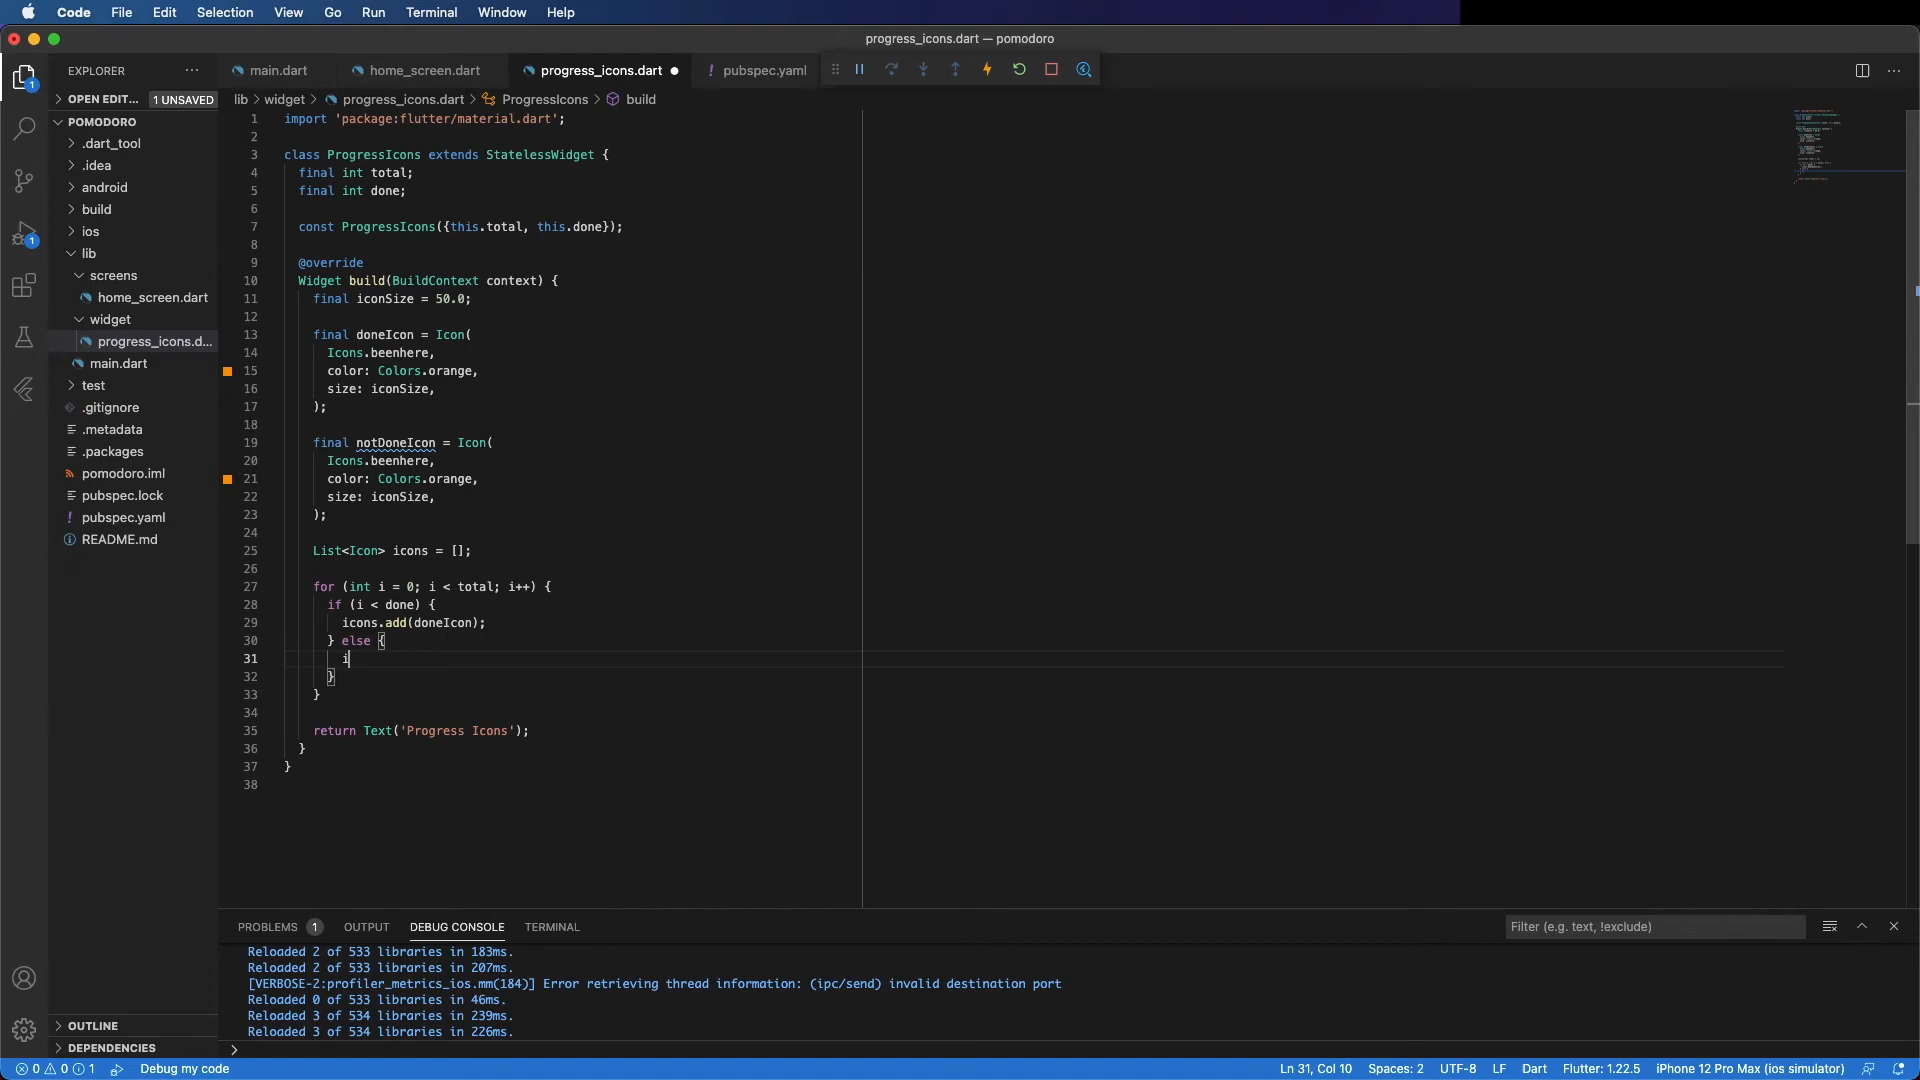 Code File Edit Selection View Go Run Terminal Window Help
progress_icons.dart — pomodoro
EXPLORER
main.dart
home_screen.dart
progress_icons.dart
! pubspec.yaml
OPEN EDIT... 1 UNSAVED
lib > widget > progress_icons.dart > ProgressIcons > build
POMODORO
.dart_tool
.idea
android
build
ios
lib
screens
home_screen.dart
widget
progress_icons.d...
main.dart
test
.gitignore
.metadata
.packages
pomodoro.iml
pubspec.lock
! pubspec.yaml
README.md
OUTLINE
DEPENDENCIES
1 import 'package:flutter/material.dart';
2
3 class ProgressIcons extends StatelessWidget {
4 final int total;
5 final int done;
6
7 const ProgressIcons({this.total, this.done});
8
9 @override
10 Widget build(BuildContext context) {
11 final iconSize = 50.0;
12
13 final doneIcon = Icon(
14 Icons.beenhere,
15 color: Colors.orange,
16 size: iconSize,
17 );
18
19 final notDoneIcon = Icon(
20 Icons.beenhere,
21 color: Colors.orange,
22 size: iconSize,
23 );
24
25 List<Icon> icons = [];
26
27 for (int i = 0; i < total; i++) {
28 if (i < done) {
29 icons.add(doneIcon);
30 } else {
31 i
32 }
33 }
34
35 return Text('Progress Icons');
36 }
37 }
38
PROBLEMS 1 OUTPUT DEBUG CONSOLE TERMINAL
Filter (e.g. text, !exclude)
Reloaded 2 of 533 libraries in 183ms.
Reloaded 2 of 533 libraries in 207ms.
[VERBOSE-2:profiler_metrics_ios.mm(184)] Error retrieving thread information: (ipc/send) invalid destination port
Reloaded 0 of 533 libraries in 46ms.
Reloaded 3 of 534 libraries in 239ms.
Reloaded 3 of 534 libraries in 226ms.
>
0 0 1 Debug my code Ln 31, Col 10 Spaces: 2 UTF-8 LF Dart Flutter: 1.22.5 iPhone 12 Pro Max (ios simulator)